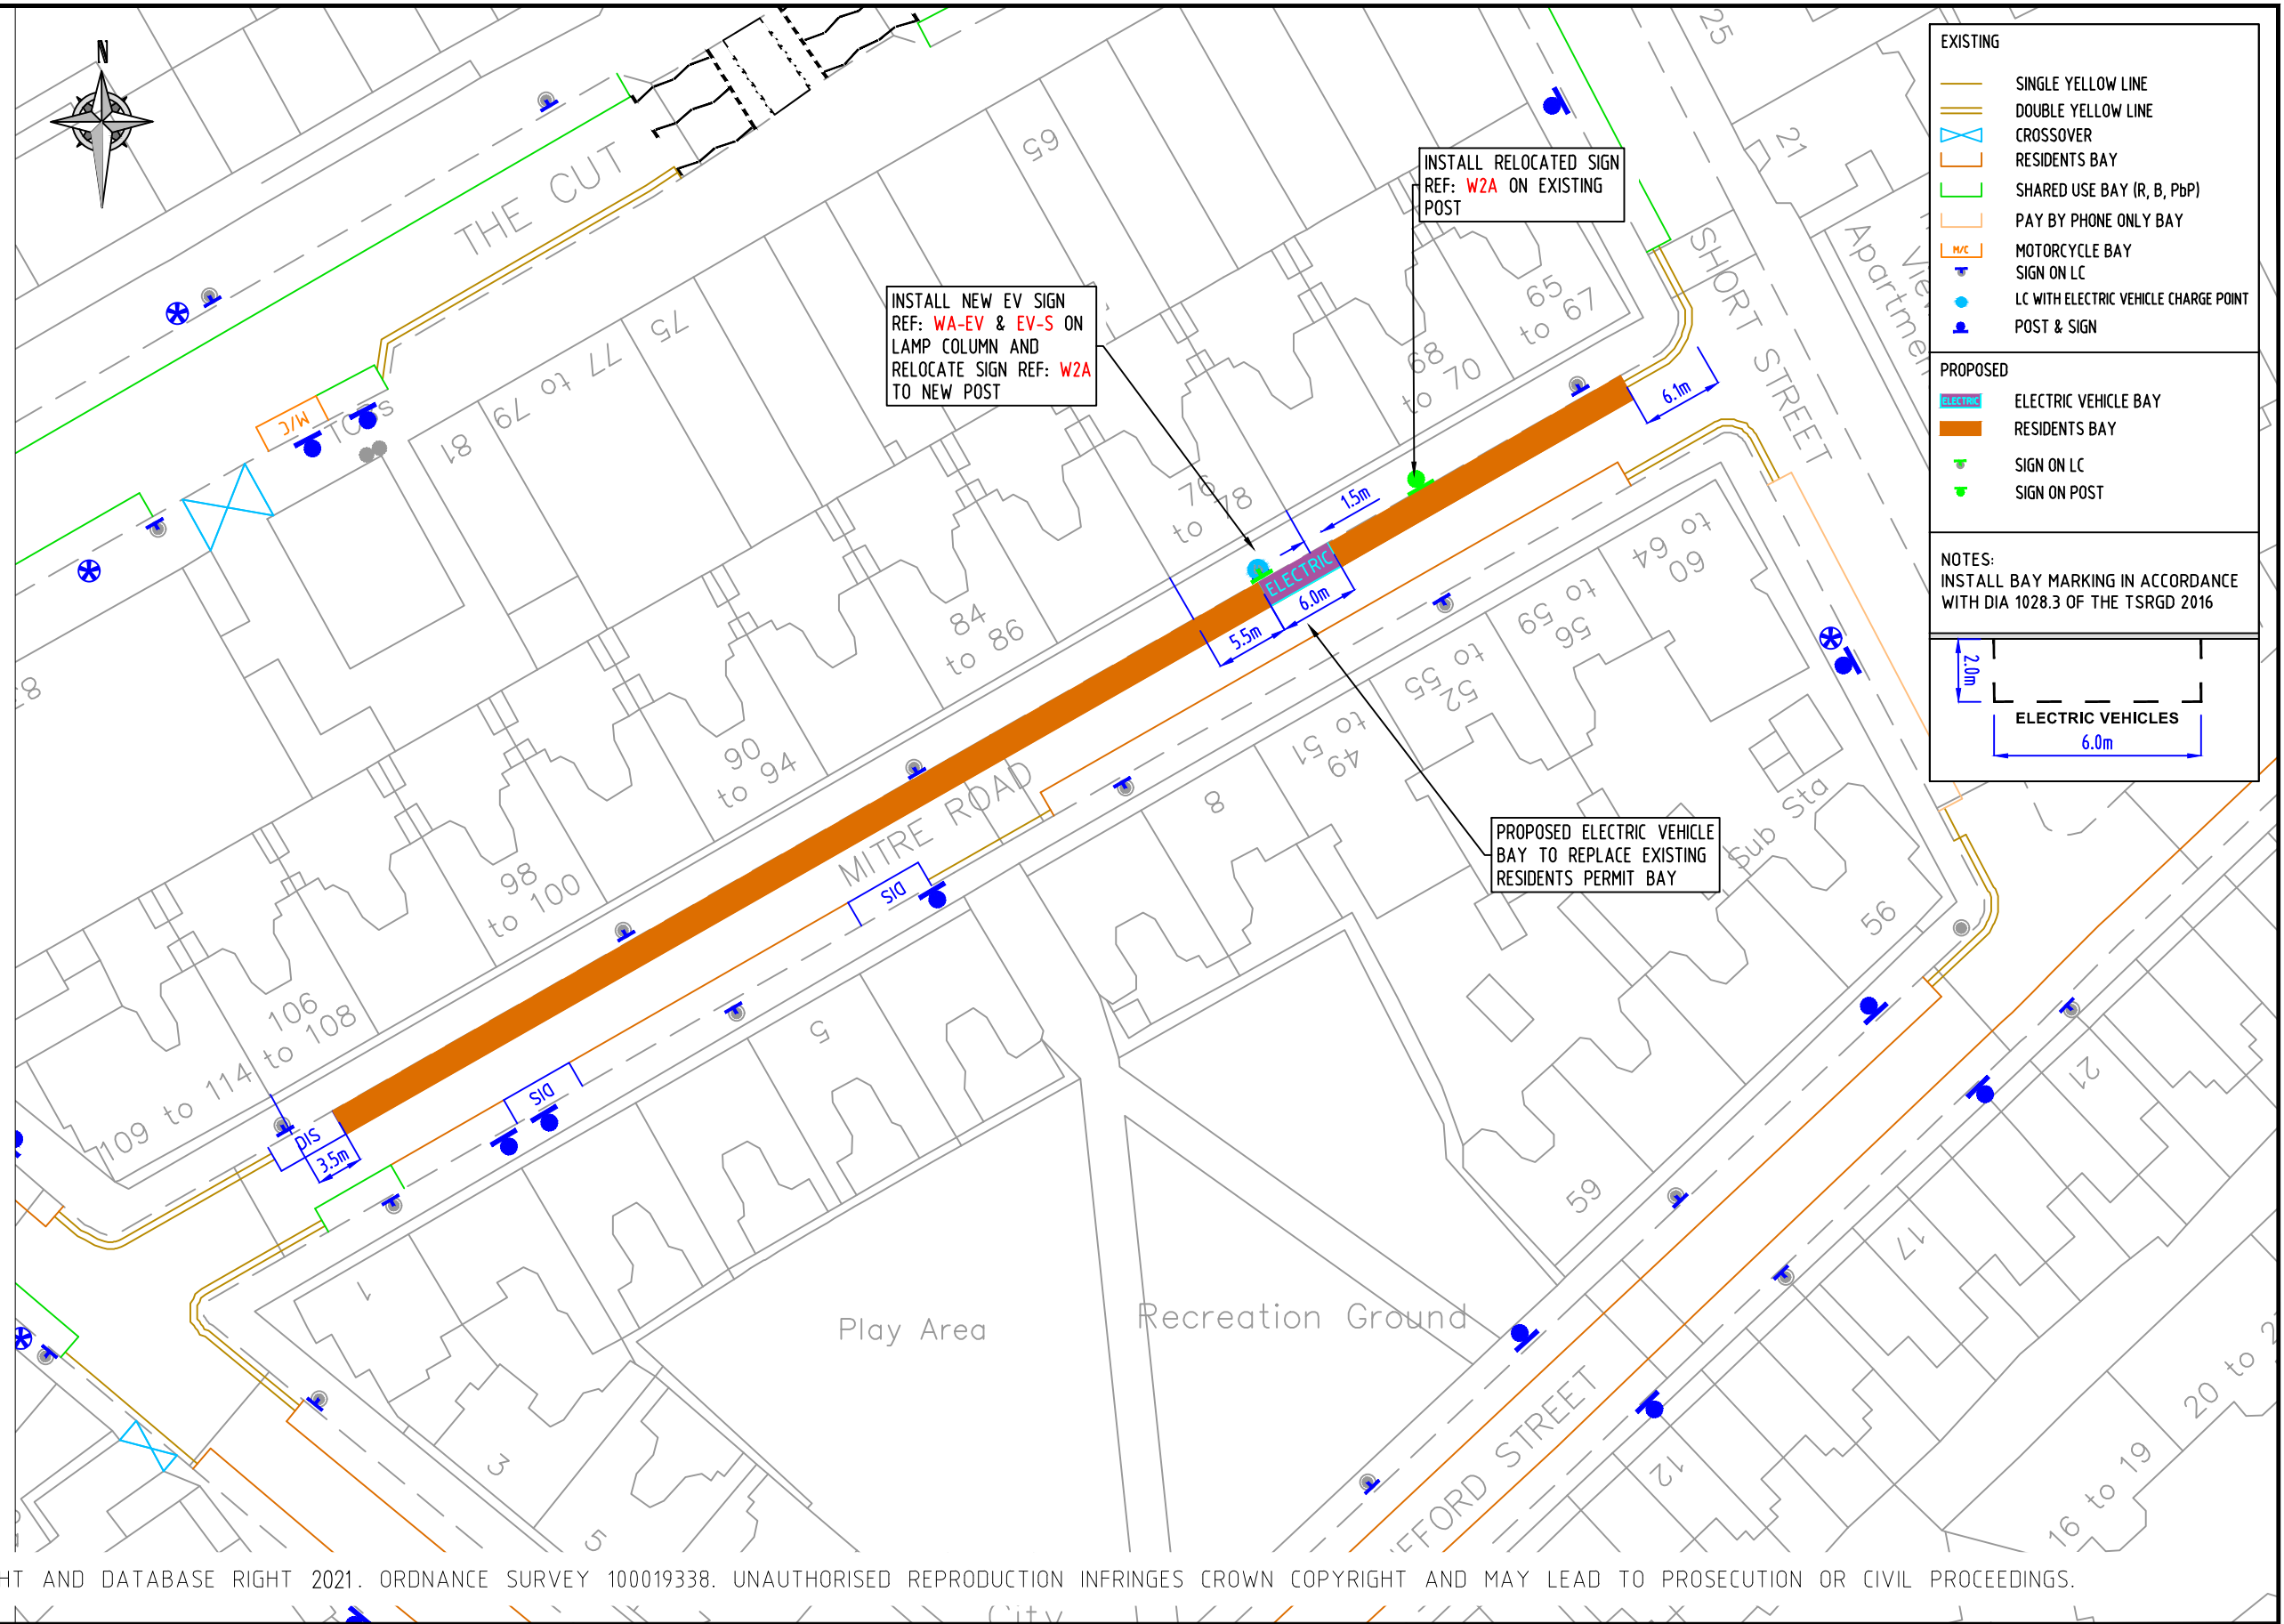 N
THE CUT
M/C
TCBs
81
77 to 79
75
65
65
to 67
68
to 70
76
to 78
84
to 86
90
to 94
98
to 100
106
to 108
109 to 114
SHORT STREET
25
21
Apartments
MITRE ROAD
INSTALL NEW EV SIGN
REF: WA-EV & EV-S ON
LAMP COLUMN AND
RELOCATE SIGN REF: W2A
TO NEW POST
INSTALL RELOCATED SIGN
REF: W2A ON EXISTING
POST
PROPOSED ELECTRIC VEHICLE
BAY TO REPLACE EXISTING
RESIDENTS PERMIT BAY
ELECTRIC
6.1m
1.5m
6.0m
5.5m
3.5m
DIS
DIS
DIS
60
to 64
56
to 59
52
to 55
49
to 51
8
5
1
3
5
Sub Sta
56
59
21
17
12
16 to 19
20 to
Play Area
Recreation Ground
FFORD STREET
City
EXISTING
SINGLE YELLOW LINE
DOUBLE YELLOW LINE
CROSSOVER
RESIDENTS BAY
SHARED USE BAY (R, B, PbP)
PAY BY PHONE ONLY BAY
M/C MOTORCYCLE BAY
SIGN ON LC
LC WITH ELECTRIC VEHICLE CHARGE POINT
POST & SIGN
PROPOSED
ELECTRIC ELECTRIC VEHICLE BAY
RESIDENTS BAY
SIGN ON LC
SIGN ON POST
NOTES:
INSTALL BAY MARKING IN ACCORDANCE
WITH DIA 1028.3 OF THE TSRGD 2016
2.0m
ELECTRIC VEHICLES
6.0m
HT AND DATABASE RIGHT 2021. ORDNANCE SURVEY 100019338. UNAUTHORISED REPRODUCTION INFRINGES CROWN COPYRIGHT AND MAY LEAD TO PROSECUTION OR CIVIL PROCEEDINGS.